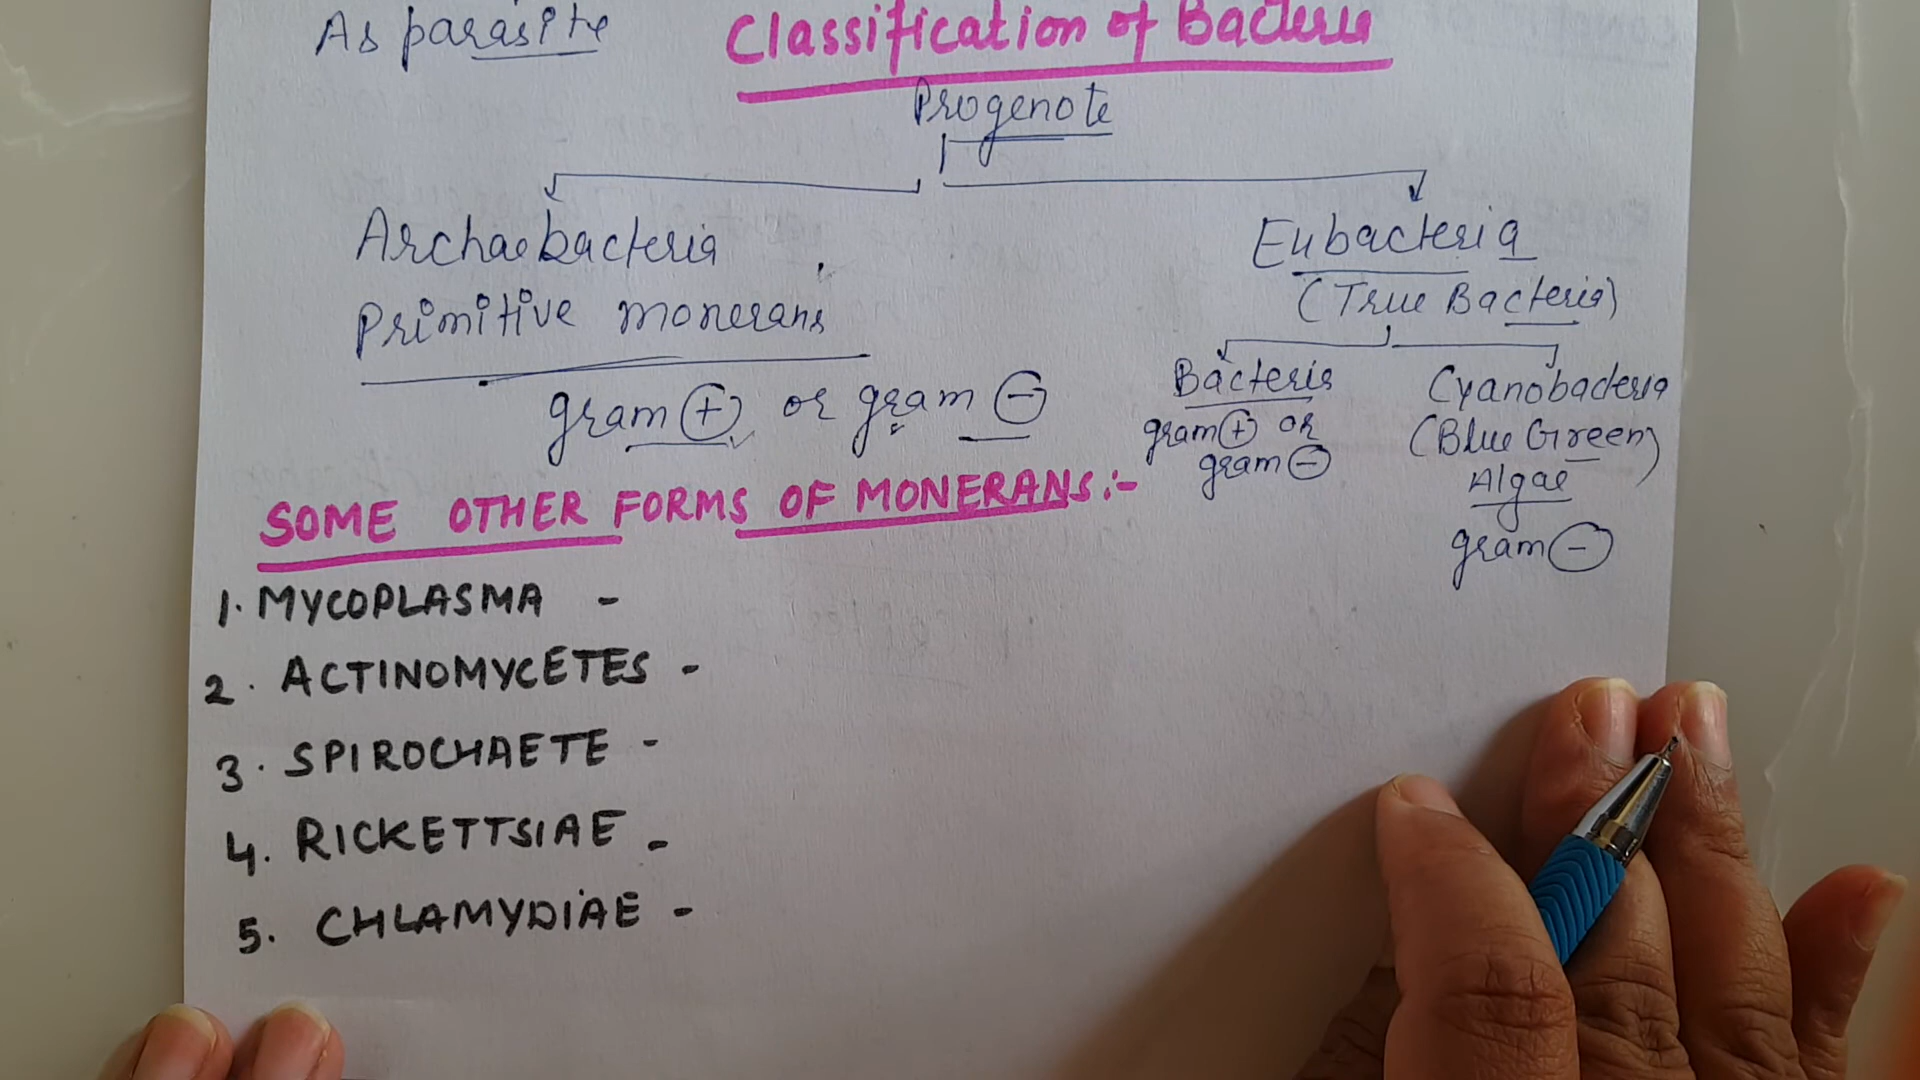 As parasite
Classification of Bacteria
Progenote
Archaebacteria
Primitive monerans
gram ⊕ or gram ⊖
Eubacteria
(True Bacteria)
Bacteria
gram ⊕ or
gram ⊖
Cyanobacteria
(Blue Green
Algae)
gram ⊖
SOME OTHER FORMS OF MONERANS:-
1. MYCOPLASMA -
2. ACTINOMYCETES -
3. SPIROCHAETE -
4. RICKETTSIAE -
5. CHLAMYDIAE -